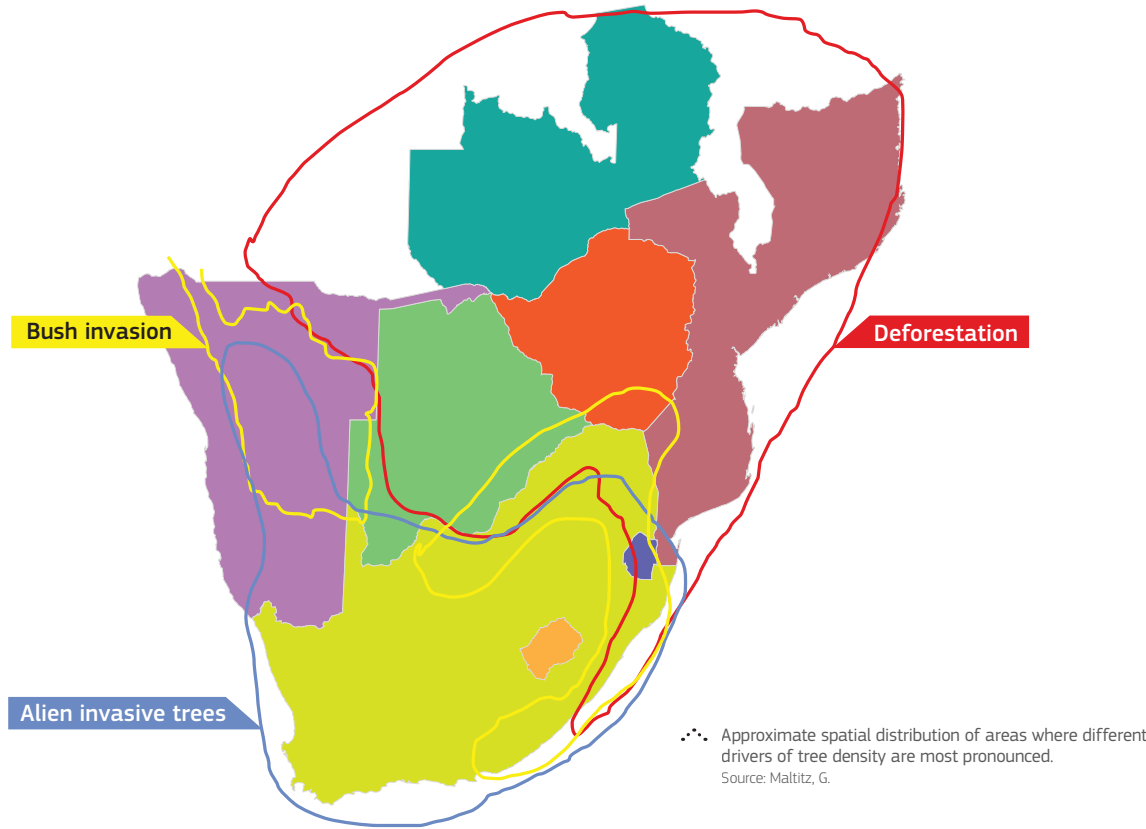 Bush invasion
Deforestation
Alien invasive trees
Approximate spatial distribution of areas where different
drivers of tree density are most pronounced.
Source: Maltitz, G.